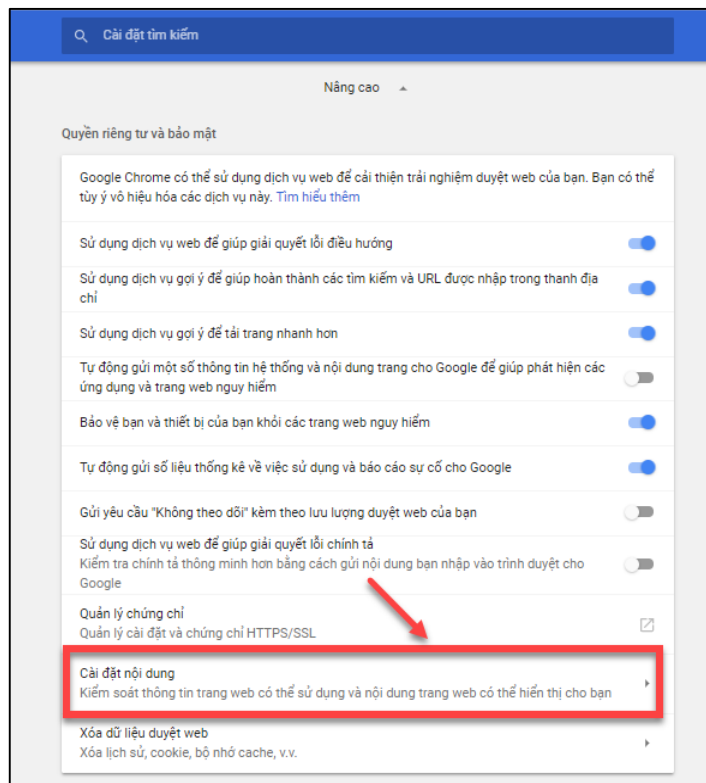 Cài đặt tìm kiếm
Nâng cao
Quyền riêng tư và bảo mật
Google Chrome có thể sử dụng dịch vụ web để cải thiện trải nghiệm duyệt web của bạn. Bạn có thể
tùy ý vô hiệu hóa các dịch vụ này. Tìm hiểu thêm
Sử dụng dịch vụ web để giúp giải quyết lỗi điều hướng
Sử dụng dịch vụ gợi ý để giúp hoàn thành các tìm kiếm và URL được nhập trong thanh địa
chỉ
Sử dụng dịch vụ gợi ý để tải trang nhanh hơn
Tự động gửi một số thông tin hệ thống và nội dung trang cho Google để giúp phát hiện các
ứng dụng và trang web nguy hiểm
Bảo vệ bạn và thiết bị của bạn khỏi các trang web nguy hiểm
Tự động gửi số liệu thống kê về việc sử dụng và báo cáo sự cố cho Google
Gửi yêu cầu "Không theo dõi" kèm theo lưu lượng duyệt web của bạn
Sử dụng dịch vụ web để giúp giải quyết lỗi chính tả
Kiểm tra chính tả thông minh hơn bằng cách gửi nội dung bạn nhập vào trình duyệt cho
Google
Quản lý chứng chỉ
Quản lý cài đặt và chứng chỉ HTTPS/SSL
Cài đặt nội dung
Kiểm soát thông tin trang web có thể sử dụng và nội dung trang web có thể hiển thị cho bạn
Xóa dữ liệu duyệt web
Xóa lịch sử, cookie, bộ nhớ cache, v.v.